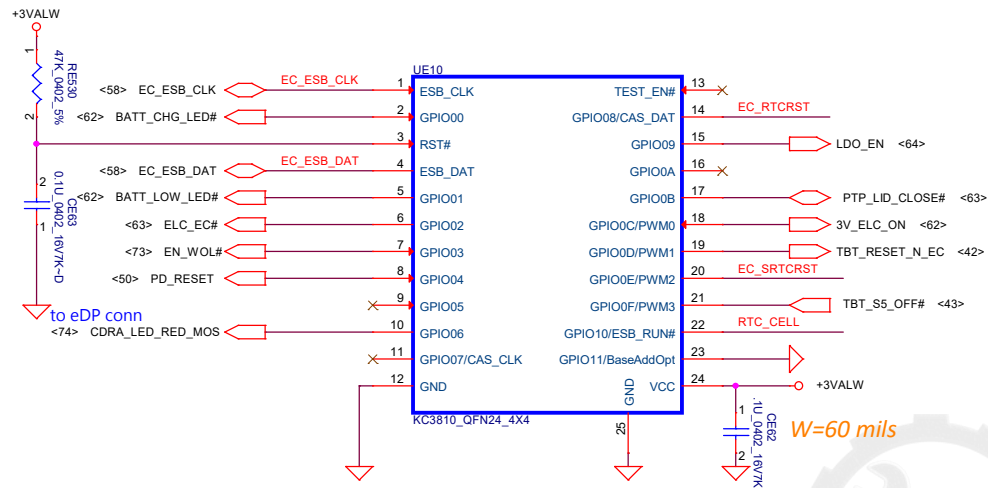 +3VALW
1
RE530
47K_0402_5%
2
2
CE63
0.1U_0402_16V7K~D
1
to eDP conn
UE10
<58> EC_ESB_CLK EC_ESB_CLK 1 ESB_CLK
<62> BATT_CHG_LED# 2 GPIO00
3 RST#
<58> EC_ESB_DAT EC_ESB_DAT 4 ESB_DAT
<62> BATT_LOW_LED# 5 GPIO01
<63> ELC_EC# 6 GPIO02
<73> EN_WOL# 7 GPIO03
<50> PD_RESET 8 GPIO04
9 GPIO05
<74> CDRA_LED_RED_MOS 10 GPIO06
11 GPIO07/CAS_CLK
12 GND
TEST_EN# 13
GPIO08/CAS_DAT 14 EC_RTCRST
GPIO09 15 LDO_EN <64>
GPIO0A 16
GPIO0B 17 PTP_LID_CLOSE# <63>
GPIO0C/PWM0 18 3V_ELC_ON <62>
GPIO0D/PWM1 19 TBT_RESET_N_EC <42>
GPIO0E/PWM2 20 EC_SRTCRST
GPIO0F/PWM3 21 TBT_S5_OFF# <43>
GPIO10/ESB_RUN# 22 RTC_CELL
GPIO11/BaseAddOpt 23
VCC 24 +3VALW
GND
25
KC3810_QFN24_4X4
1
CE62
.1U_0402_16V7K
2
W=60 mils